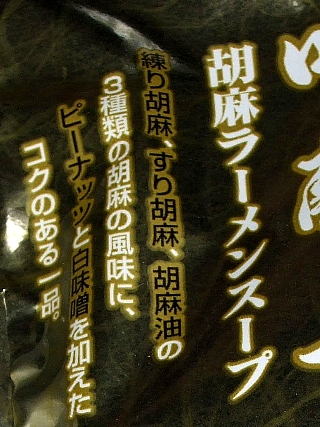 胡麻ラーメンスープ
練り胡麻、すり胡麻、胡麻油の
3種類の胡麻の風味に、
ピーナッツと白味噌を加えた
コクのある一品。